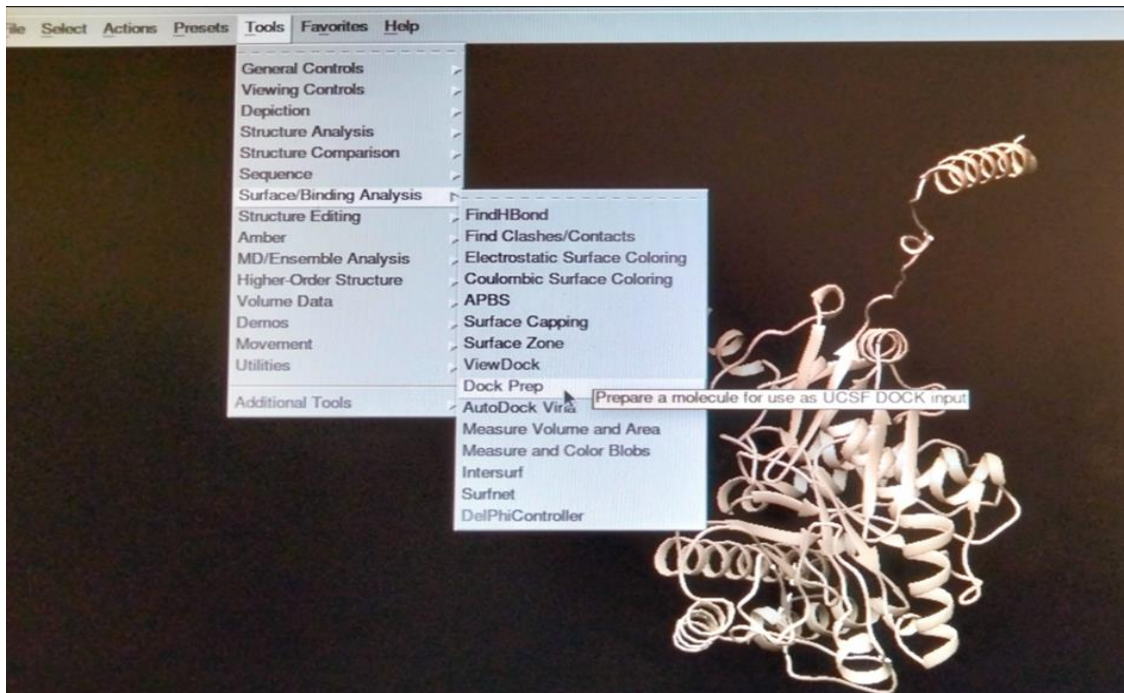 File Select Actions Presets Tools Favorites Help
General Controls
Viewing Controls
Depiction
Structure Analysis
Structure Comparison
Sequence
Surface/Binding Analysis
Structure Editing
Amber
MD/Ensemble Analysis
Higher-Order Structure
Volume Data
Demos
Movement
Utilities
Additional Tools
FindHBond
Find Clashes/Contacts
Electrostatic Surface Coloring
Coulombic Surface Coloring
APBS
Surface Capping
Surface Zone
ViewDock
Dock Prep
Prepare a molecule for use as UCSF DOCK input
AutoDock Vina
Measure Volume and Area
Measure and Color Blobs
Intersurf
Surfnet
DelPhiController